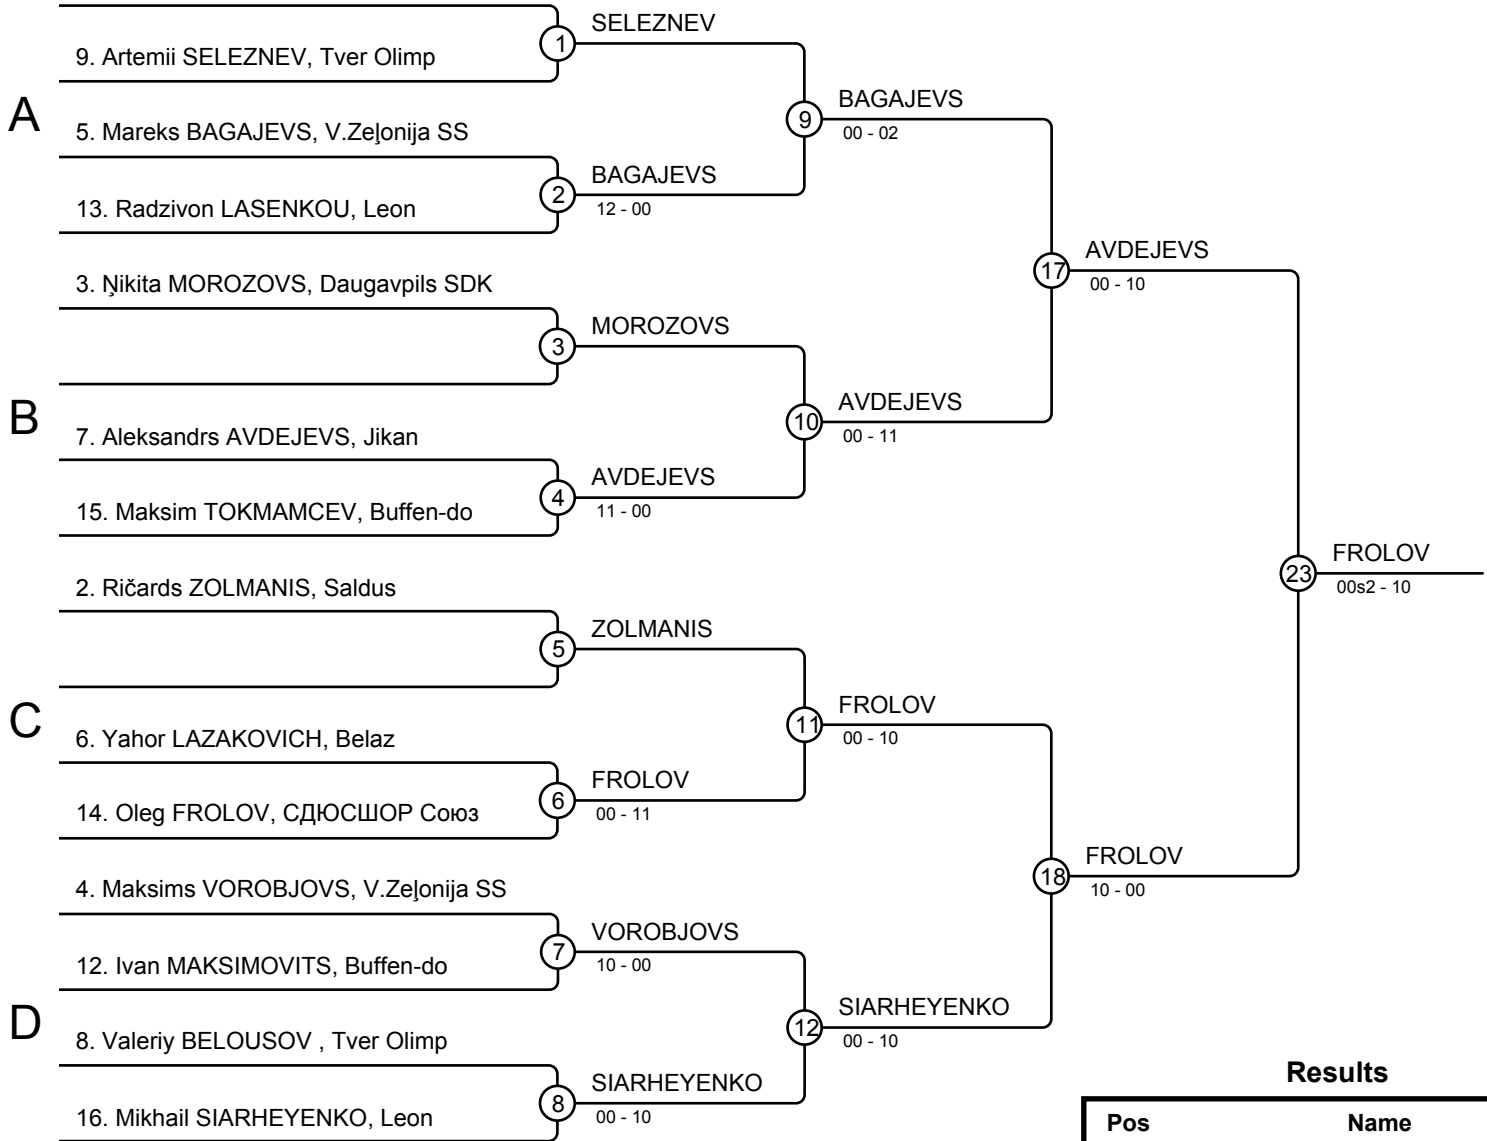 SELEZNEV
1
9. Artemii SELEZNEV, Tver Olimp
A
BAGAJEVS
9
00 - 02
5. Mareks BAGAJEVS, V.Zeļonija SS
BAGAJEVS
2
12 - 00
13. Radzivon LASENKOU, Leon
AVDEJEVS
17
00 - 10
3. Ņikita MOROZOVS, Daugavpils SDK
MOROZOVS
3
B
AVDEJEVS
10
00 - 11
7. Aleksandrs AVDEJEVS, Jikan
AVDEJEVS
4
11 - 00
15. Maksim TOKMAMCEV, Buffen-do
FROLOV
23
00s2 - 10
2. Ričards ZOLMANIS, Saldus
ZOLMANIS
5
C
FROLOV
11
00 - 10
6. Yahor LAZAKOVICH, Belaz
FROLOV
6
00 - 11
14. Oleg FROLOV, СДЮСШОР Союз
FROLOV
18
10 - 00
4. Maksims VOROBJOVS, V.Zeļonija SS
VOROBJOVS
7
10 - 00
12. Ivan MAKSIMOVITS, Buffen-do
D
SIARHEYENKO
12
00 - 10
8. Valeriy BELOUSOV , Tver Olimp
SIARHEYENKO
8
00 - 10
16. Mikhail SIARHEYENKO, Leon
Results
Pos Name